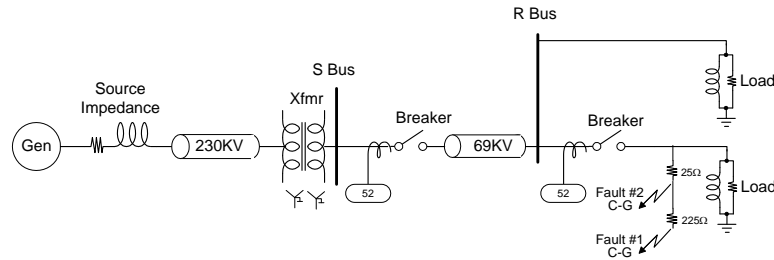 R Bus
S Bus
Source
Impedance
Xfmr
Breaker
Breaker
Load
Gen
230KV
69KV
52
52
25Ω
Fault #2
C-G
225Ω
Fault #1
C-G
Load